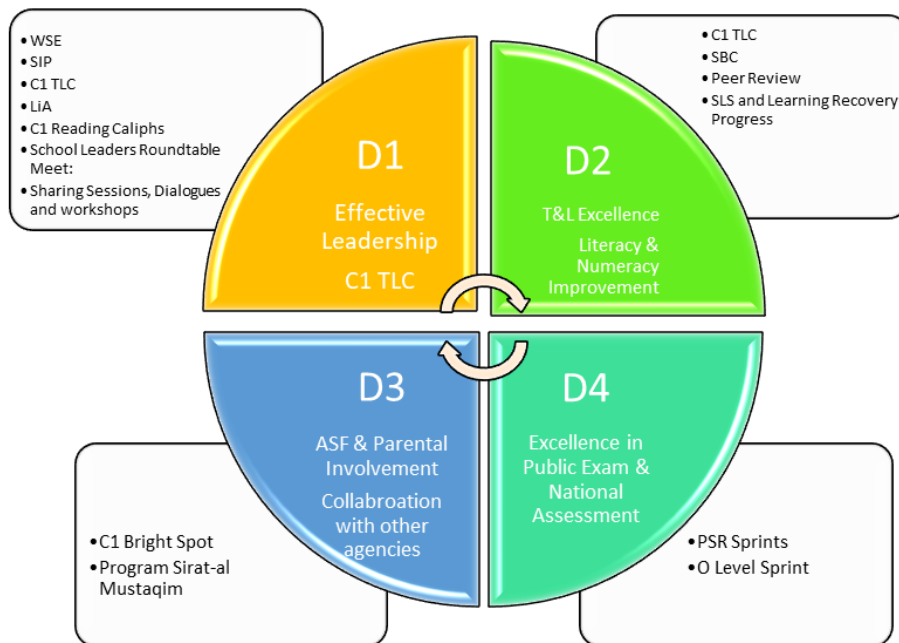 • WSE
• SIP
• C1 TLC
• LiA
• C1 Reading Caliphs
• School Leaders Roundtable
Meet:
• Sharing Sessions, Dialogues
and workshops
D1
Effective
Leadership
C1 TLC
• C1 TLC
• SBC
• Peer Review
• SLS and Learning Recovery
Progress
D2
T&L Excellence
Literacy &
Numeracy
Improvement
D3
ASF & Parental
Involvement
Collabroation
with other
agencies
• C1 Bright Spot
• Program Sirat-al
Mustaqim
D4
Excellence in
Public Exam &
National
Assessment
• PSR Sprints
• O Level Sprint